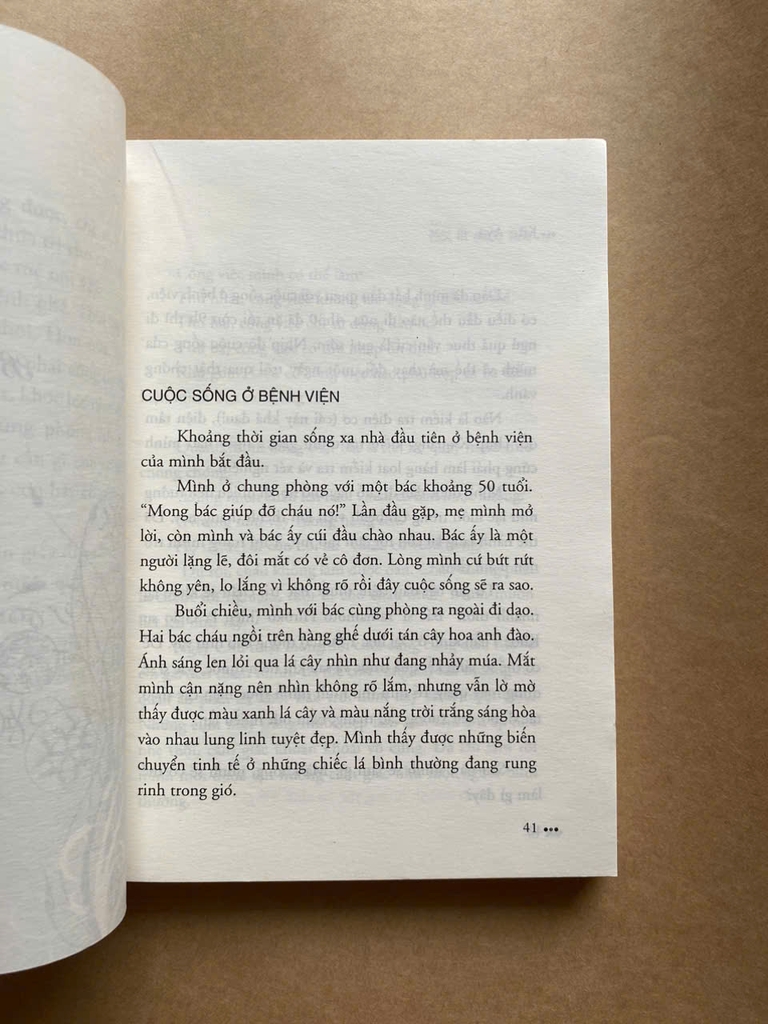 CUỘC SỐNG Ở BỆNH VIỆN
Khoảng thời gian sống xa nhà đầu tiên ở bệnh viện
của mình bắt đầu.
Mình ở chung phòng với một bác khoảng 50 tuổi.
“Mong bác giúp đỡ cháu nó!” Lần đầu gặp, mẹ mình mở
lời, còn mình và bác ấy cúi đầu chào nhau. Bác ấy là một
người lặng lẽ, đôi mắt có vẻ cô đơn. Lòng mình cứ bứt rứt
không yên, lo lắng vì không rõ rồi đây cuộc sống sẽ ra sao.
Buổi chiều, mình với bác cùng phòng ra ngoài đi dạo.
Hai bác cháu ngồi trên hàng ghế dưới tán cây hoa anh đào.
Ánh sáng len lỏi qua lá cây nhìn như đang nhảy múa. Mắt
mình cận nặng nên nhìn không rõ lắm, nhưng vẫn lờ mờ
thấy được màu xanh lá cây và màu nắng trời trắng sáng hòa
vào nhau lung linh tuyệt đẹp. Mình thấy được những biến
chuyển tinh tế ở những chiếc lá bình thường đang rung
rinh trong gió.
41 •••